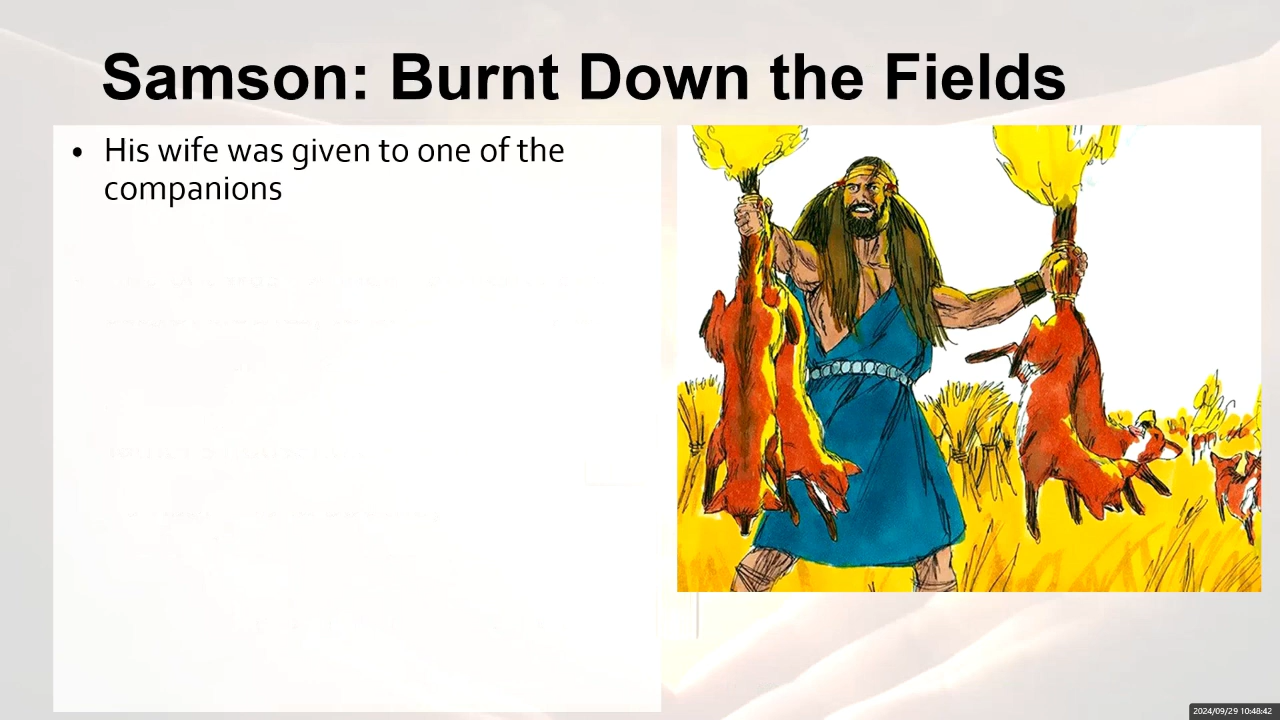 Samson: Burnt Down the Fields
• His wife was given to one of the
companions
2024/09/29 10:48:42